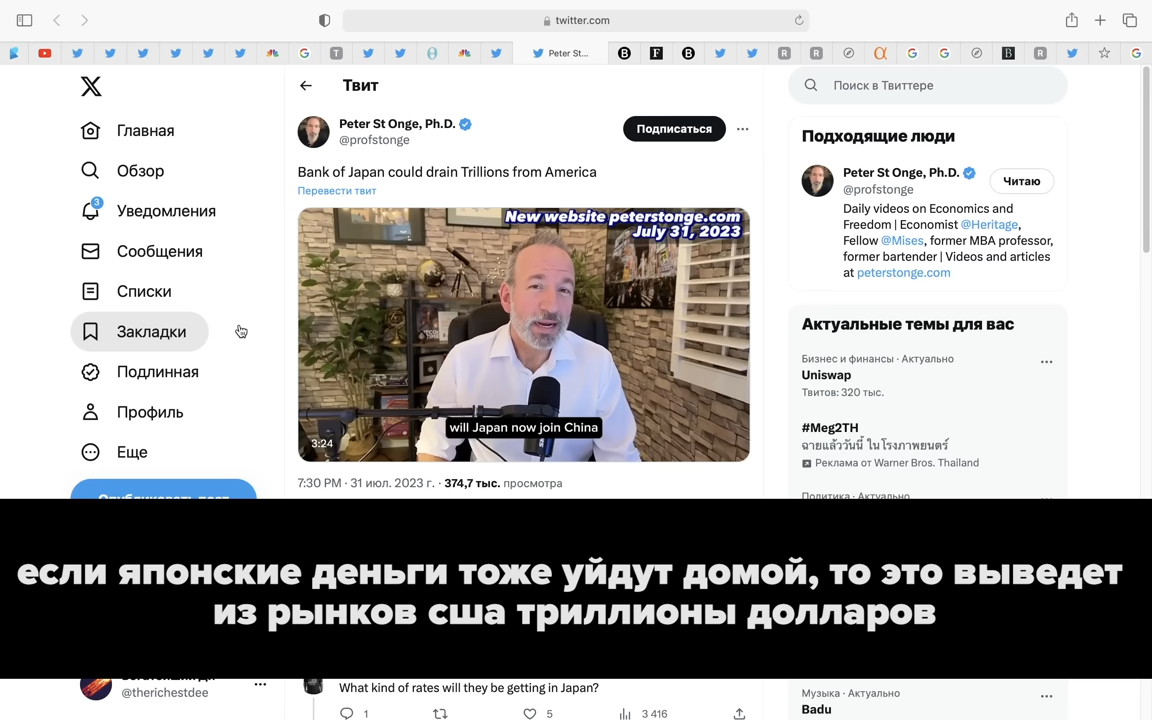 twitter.com
Peter St...
Твит
Поиск в Твиттере
Главная
Обзор
3
Уведомления
Сообщения
Списки
Закладки
Подлинная
Профиль
Еще
Peter St Onge, Ph.D.
@profstonge
Подписаться
Bank of Japan could drain Trillions from America
Перевести твит
New website peterstonge.com
July 31, 2023
will Japan now join China
3:24
7:30 PM · 31 июл. 2023 г. · 374,7 тыс. просмотра
Подходящие люди
Peter St Onge, Ph.D.
@profstonge
Читаю
Daily videos on Economics and
Freedom | Economist @Heritage,
Fellow @Mises, former MBA professor,
former bartender | Videos and articles
at peterstonge.com
Актуальные темы для вас
Бизнес и финансы · Актуально
Uniswap
Твитов: 320 тыс.
#Meg2TH
ฉายแล้ววันนี้ ในโรงภาพยนตร์
Реклама от Warner Bros. Thailand
Политика · Актуально
если японские деньги тоже уйдут домой, то это выведет
из рынков сша триллионы долларов
@therichestdee
What kind of rates will they be getting in Japan?
1
5
3 416
Музыка · Актуально
Badu